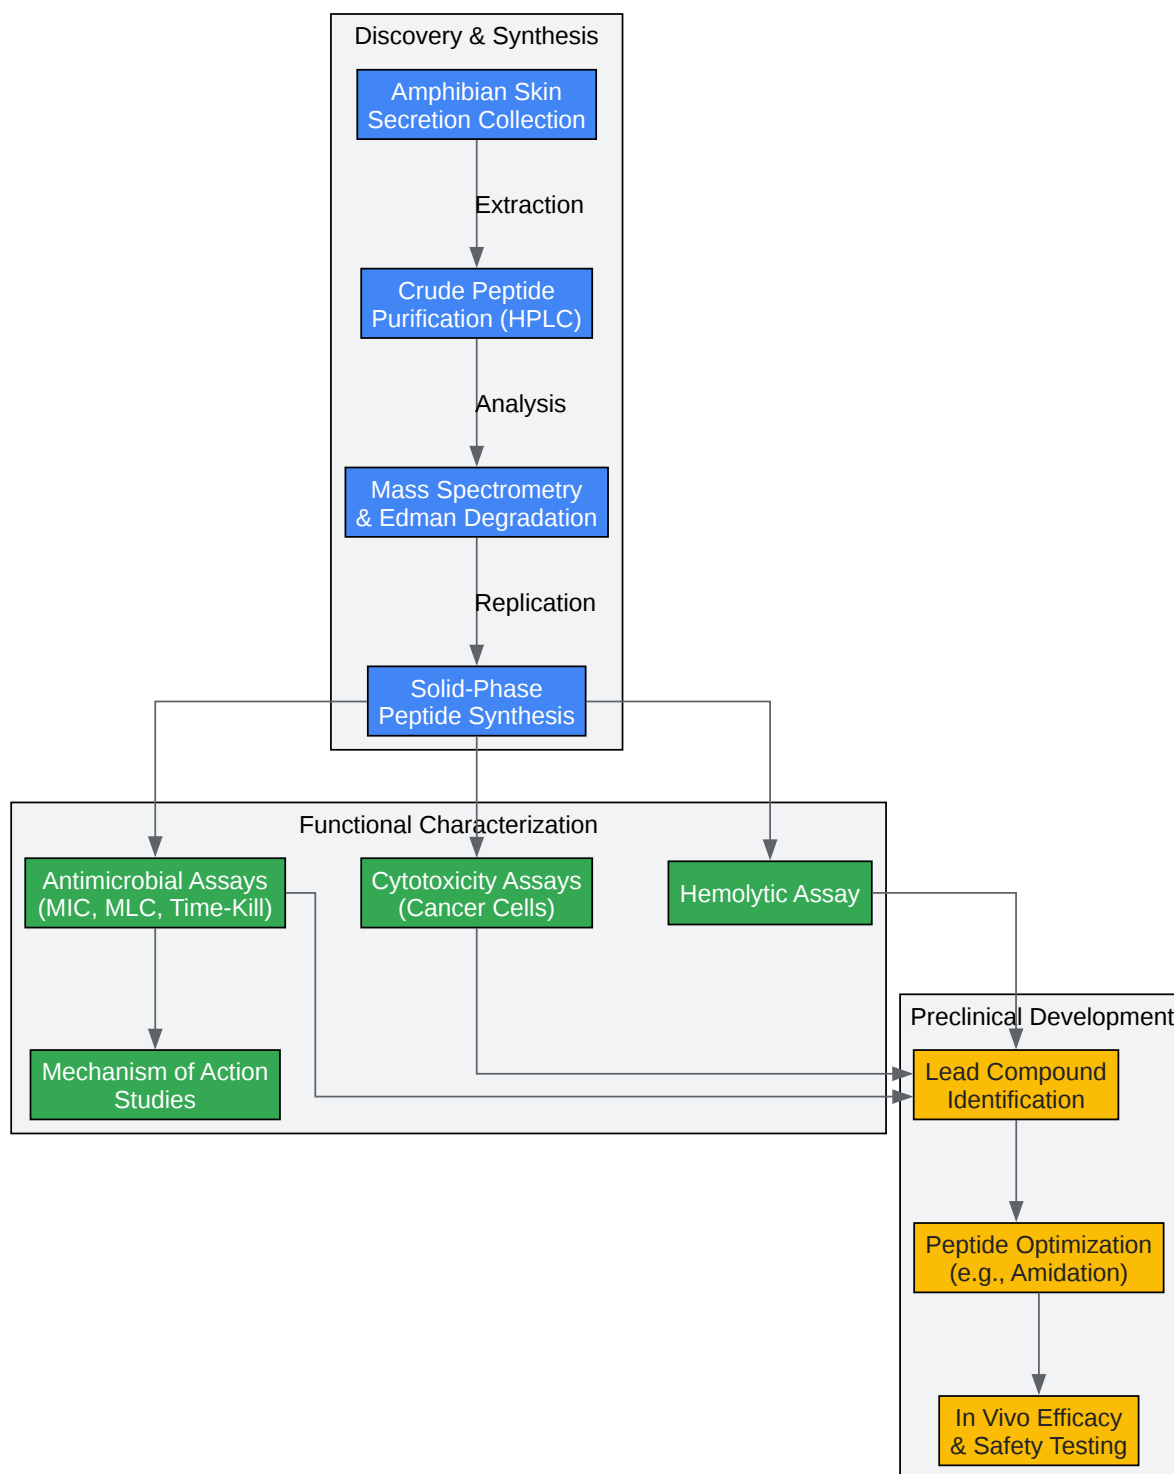 Discovery & Synthesis
Amphibian Skin
Secretion Collection
Extraction
Crude Peptide
Purification (HPLC)
Analysis
Mass Spectrometry
& Edman Degradation
Replication
Solid-Phase
Peptide Synthesis
Functional Characterization
Antimicrobial Assays
(MIC, MLC, Time-Kill)
Cytotoxicity Assays
(Cancer Cells)
Hemolytic Assay
Mechanism of Action
Studies
Preclinical Development
Lead Compound
Identification
Peptide Optimization
(e.g., Amidation)
In Vivo Efficacy
& Safety Testing